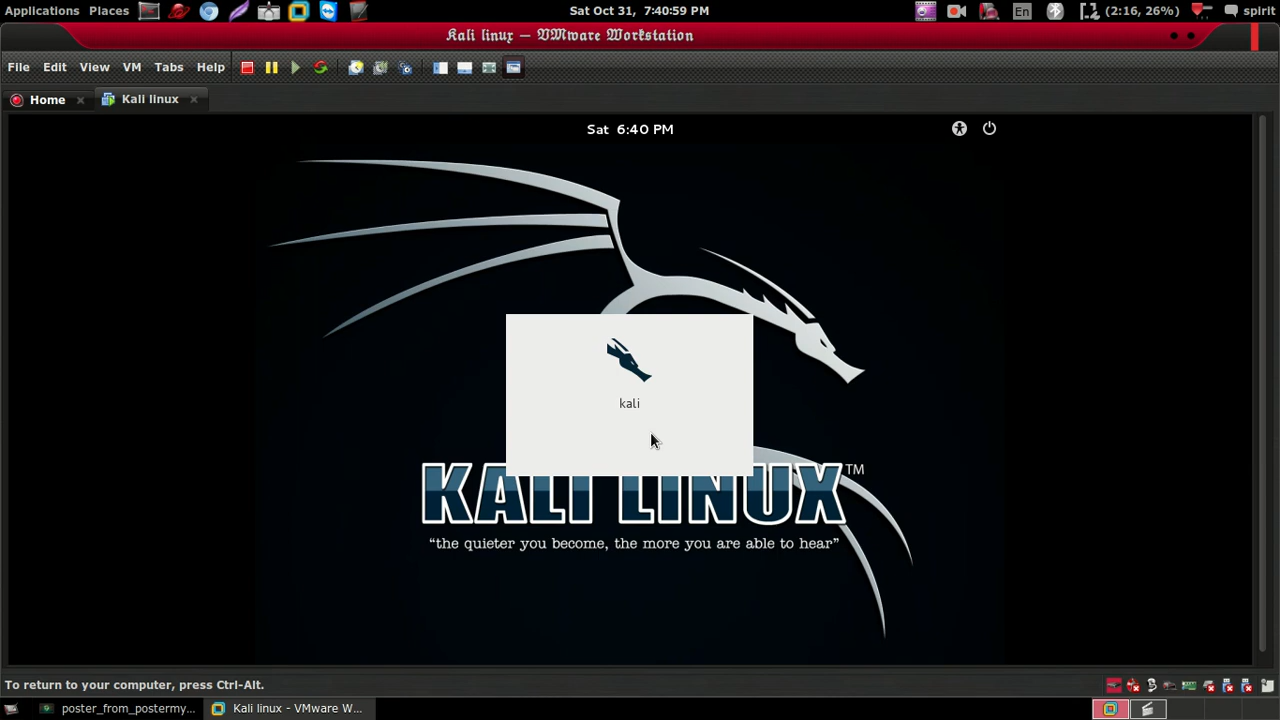 Applications Places Sat Oct 31, 7:40:59 PM En (2:16, 26%) spirit
Kali linux — VMware Workstation
File Edit View VM Tabs Help
Home Kali linux
Sat 6:40 PM
kali
KALI LINUX TM
“the quieter you become, the more you are able to hear”
To return to your computer, press Ctrl-Alt.
poster_from_postermy... Kali linux - VMware W...